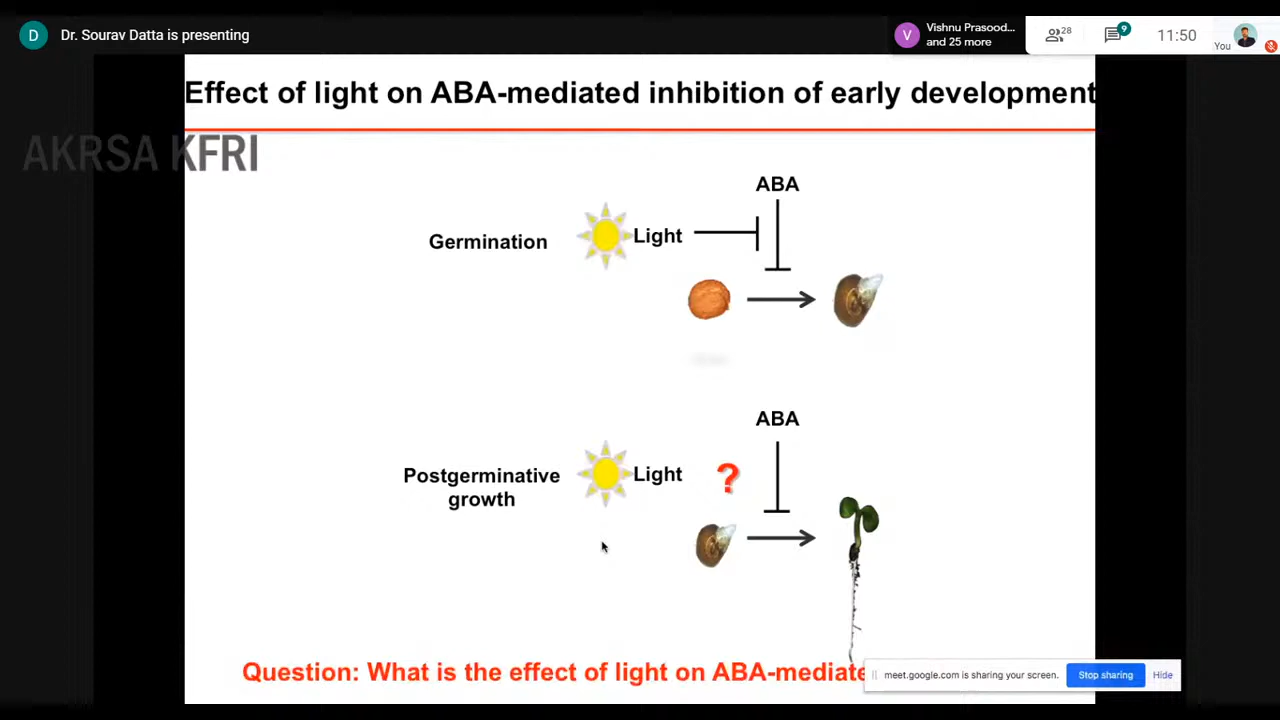 D Dr. Sourav Datta is presenting
V Vishnu Prasood...
and 25 more
28
9
11:50
You
Effect of light on ABA-mediated inhibition of early development
AKRSA KFRI
ABA
Germination
Light
ABA
Postgerminative
growth
Light
?
Question: What is the effect of light on ABA-mediate
meet.google.com is sharing your screen.
Stop sharing
Hide